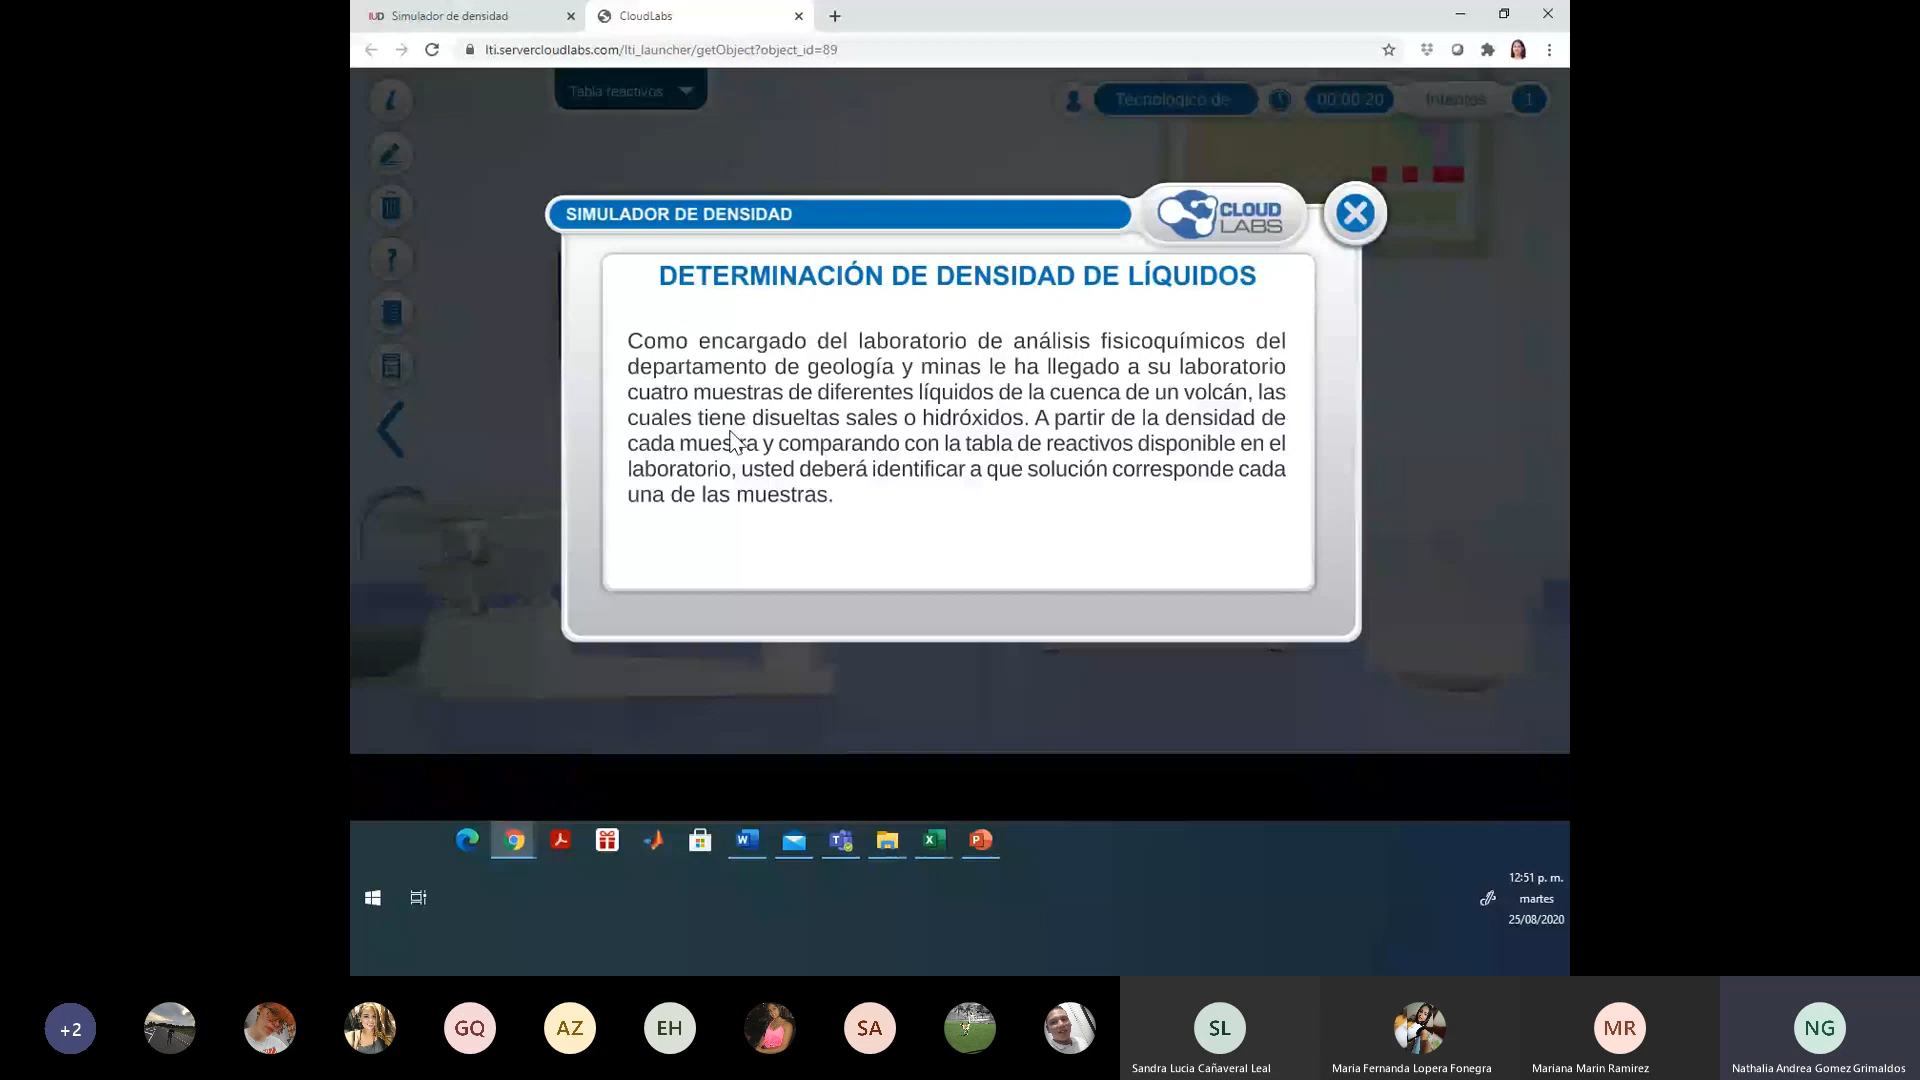 IUD Simulador de densidad
CloudLabs
lti.servercloudlabs.com/lti_launcher/getObject?object_id=89
Tabla reactivos
Tecnologico de
00:00:20
Intentos
1
SIMULADOR DE DENSIDAD
CLOUD
LABS
DETERMINACIÓN DE DENSIDAD DE LÍQUIDOS
Como encargado del laboratorio de análisis fisicoquímicos del
departamento de geología y minas le ha llegado a su laboratorio
cuatro muestras de diferentes líquidos de la cuenca de un volcán, las
cuales tiene disueltas sales o hidróxidos. A partir de la densidad de
cada muestra y comparando con la tabla de reactivos disponible en el
laboratorio, usted deberá identificar a que solución corresponde cada
una de las muestras.
12:51 p. m.
martes
25/08/2020
+2
GQ
AZ
EH
SA
SL
MR
NG
Sandra Lucia Cañaveral Leal
Maria Fernanda Lopera Fonegra
Mariana Marin Ramirez
Nathalia Andrea Gomez Grimaldos